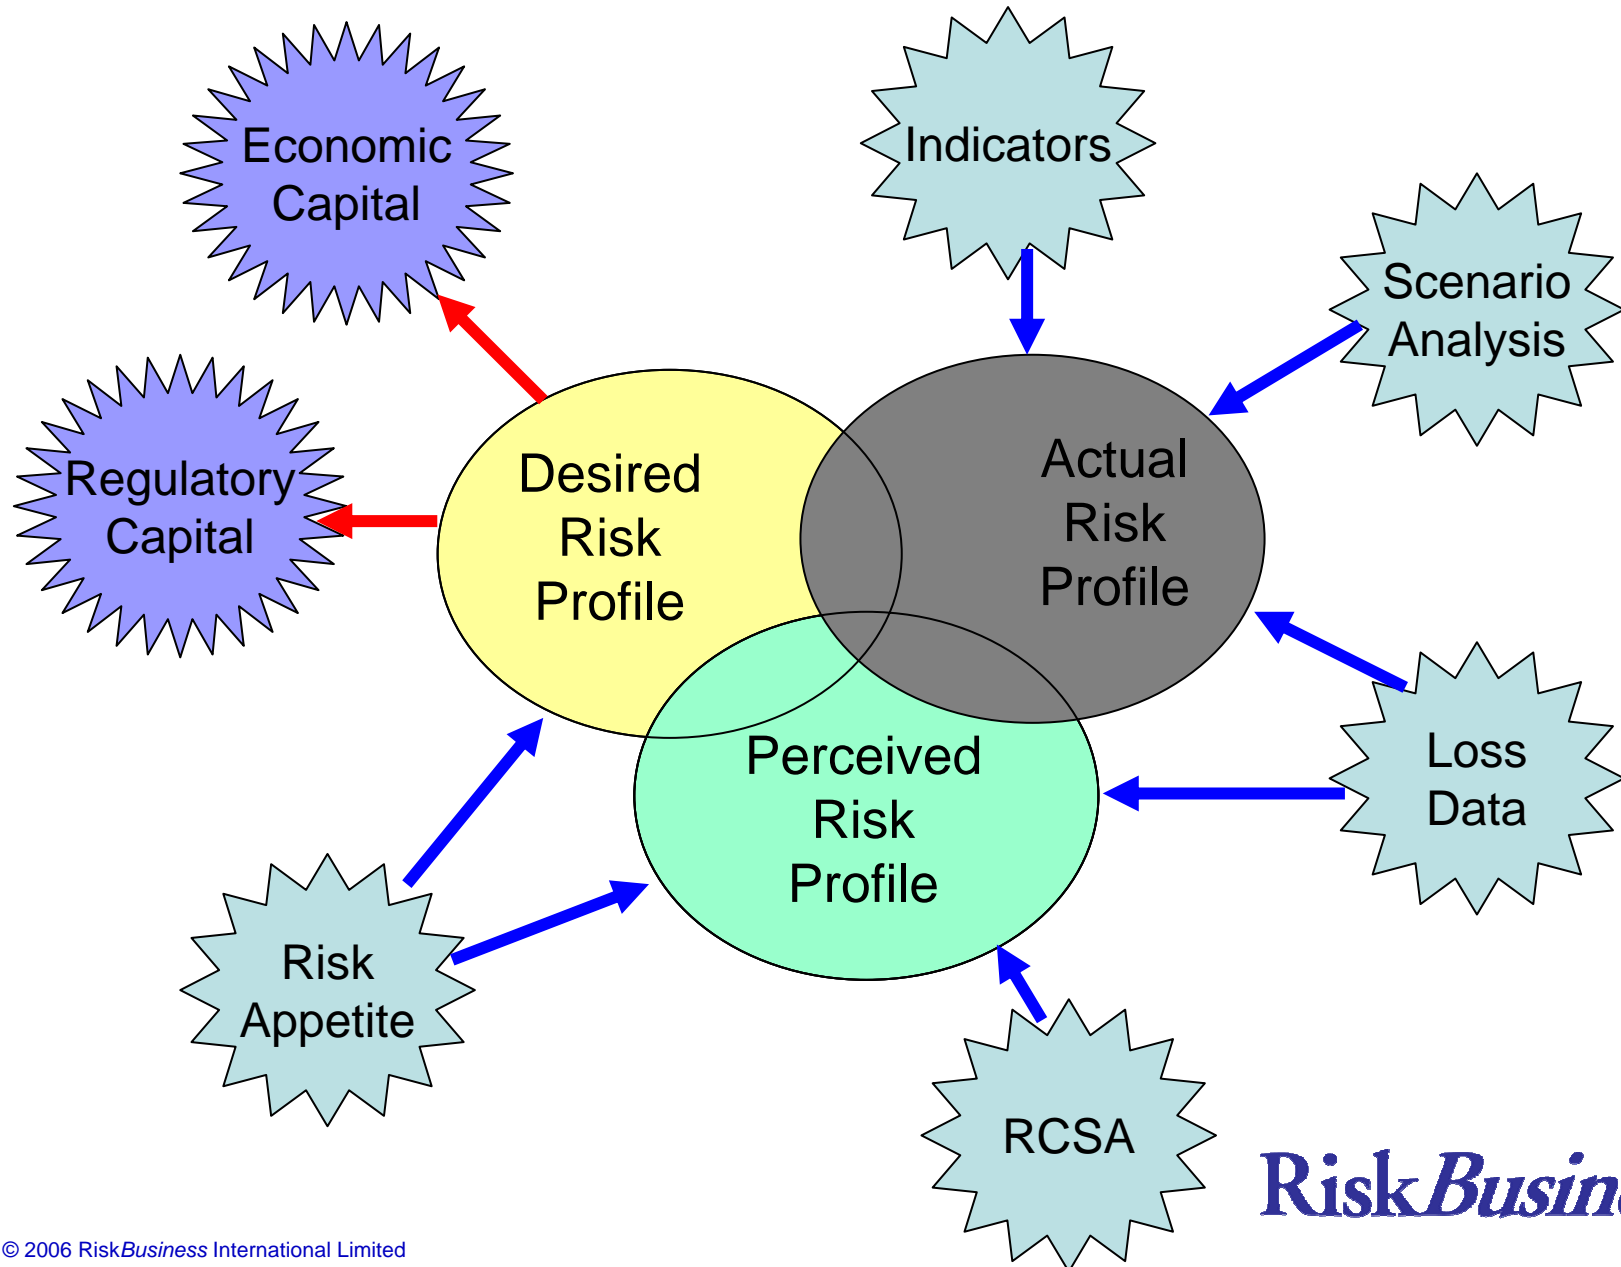 Economic
Capital
Indicators
Scenario
Analysis
Regulatory
Capital
Desired
Risk
Profile
Actual
Risk
Profile
Perceived
Risk
Profile
Loss
Data
Risk
Appetite
RCSA
RiskBusin
© 2006 RiskBusiness International Limited